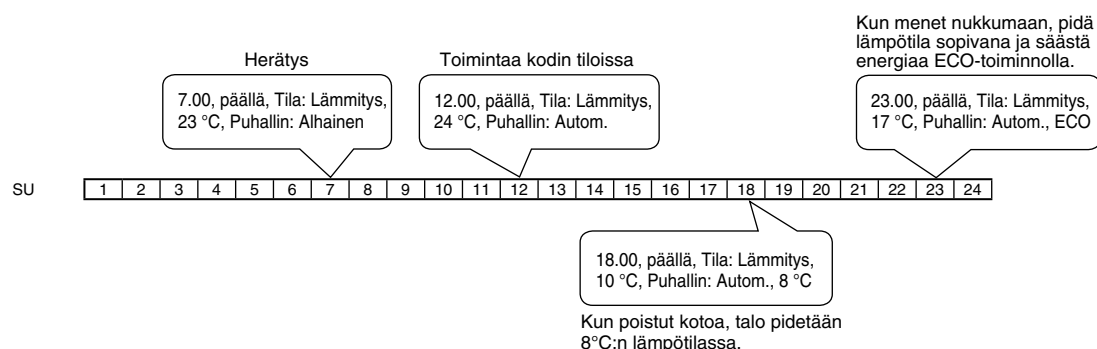 Kun menet nukkumaan, pidä
lämpötila sopivana ja säästä
energiaa ECO-toiminnolla.
Herätys
Toimintaa kodin tiloissa
7.00, päällä, Tila: Lämmitys,
23 °C, Puhallin: Alhainen
12.00, päällä, Tila: Lämmitys,
24 °C, Puhallin: Autom.
23.00, päällä, Tila: Lämmitys,
17 °C, Puhallin: Autom., ECO
SU 1 2 3 4 5 6 7 8 9 10 11 12 13 14 15 16 17 18 19 20 21 22 23 24
18.00, päällä, Tila: Lämmitys,
10 °C, Puhallin: Autom., 8 °C
Kun poistut kotoa, talo pidetään
8°C:n lämpötilassa.